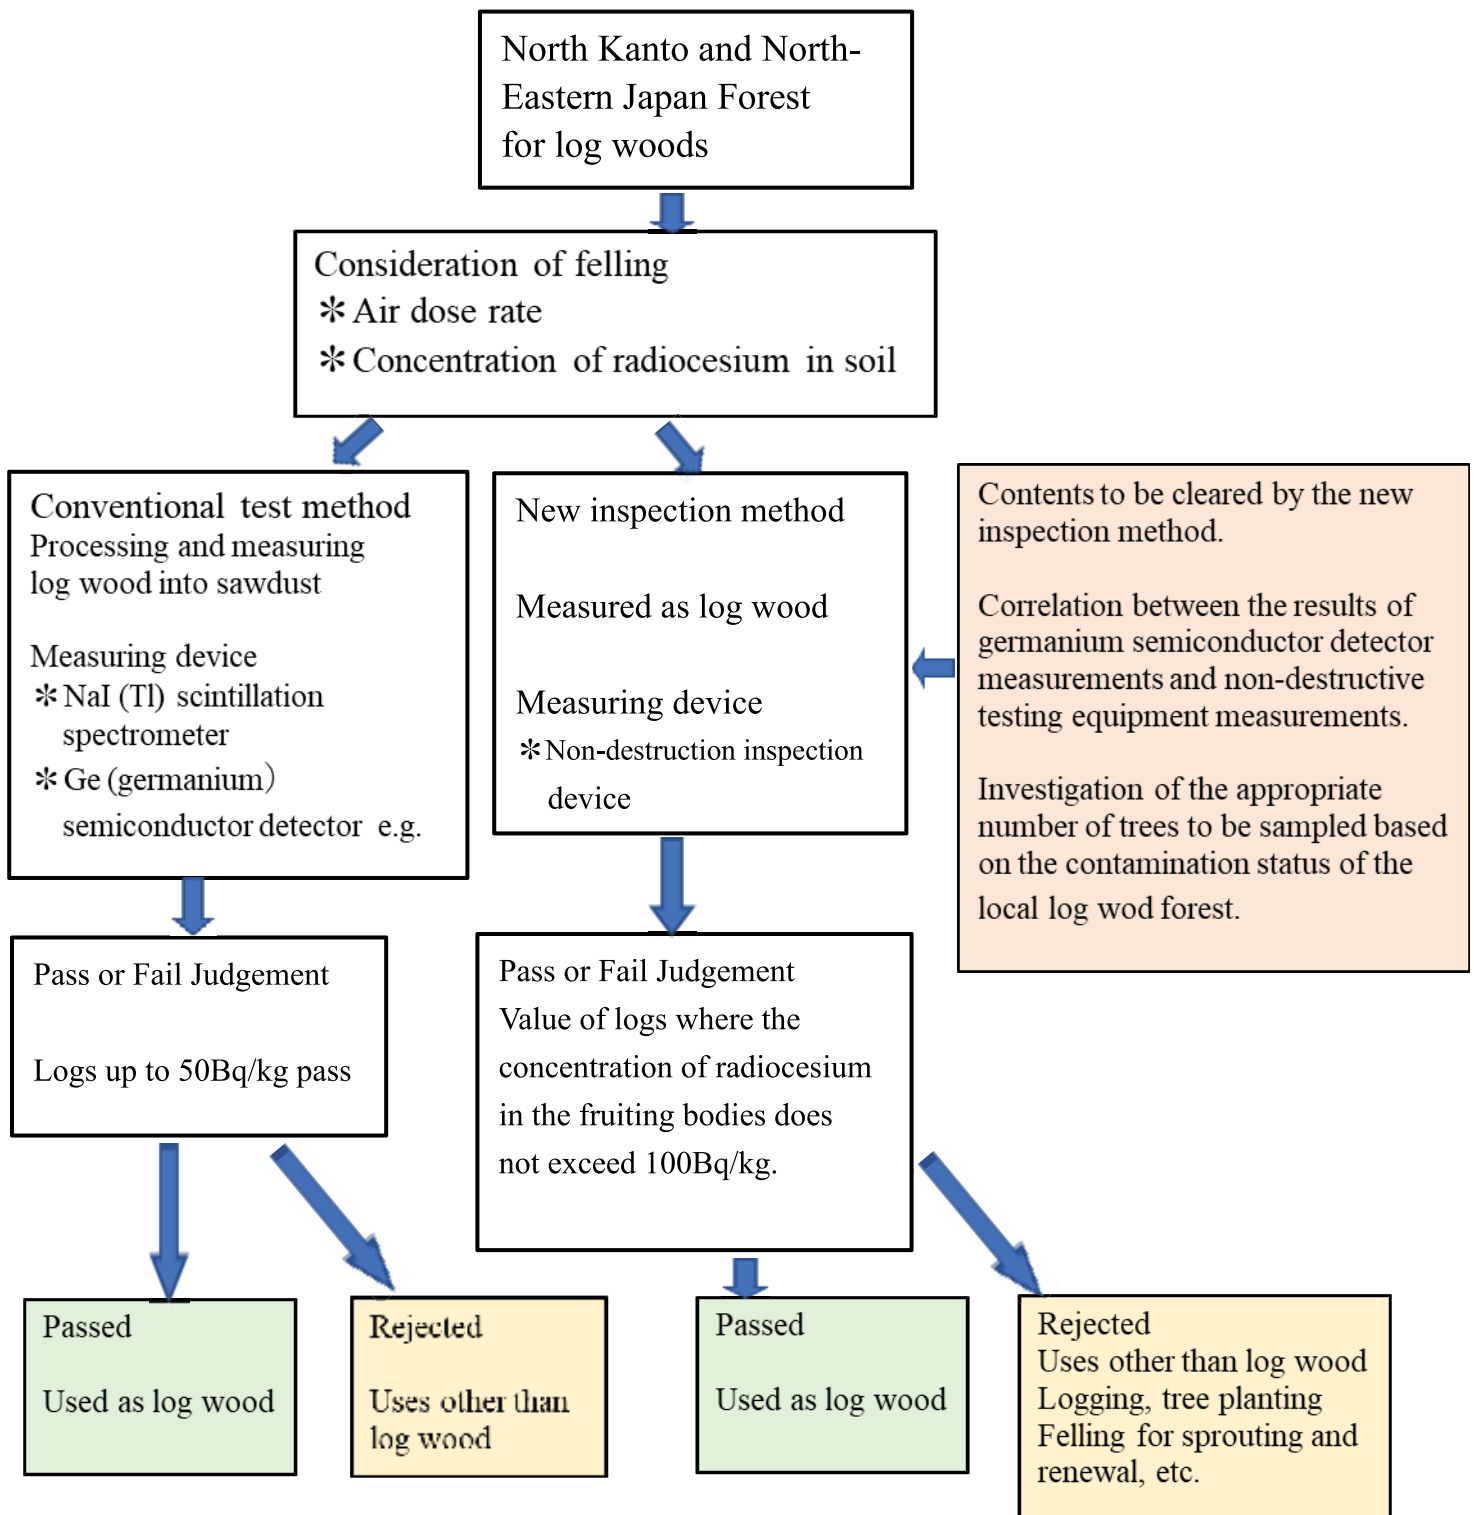 North Kanto and North-
Eastern Japan Forest
for log woods
Consideration of felling
＊Air dose rate
＊Concentration of radiocesium in soil
Conventional test method
Processing and measuring
log wood into sawdust
Measuring device
＊NaI (Tl) scintillation
spectrometer
＊Ge (germanium）
semiconductor detector e.g.
New inspection method
Measured as log wood
Measuring device
＊Non-destruction inspection
device
Contents to be cleared by the new
inspection method.
Correlation between the results of
germanium semiconductor detector
measurements and non-destructive
testing equipment measurements.
Investigation of the appropriate
number of trees to be sampled based
on the contamination status of the
local log wod forest.
Pass or Fail Judgement
Logs up to 50Bq/kg pass
Pass or Fail Judgement
Value of logs where the
concentration of radiocesium
in the fruiting bodies does
not exceed 100Bq/kg.
Passed
Used as log wood
Rejected
Uses other than
log wood
Passed
Used as log wood
Rejected
Uses other than log wood
Logging, tree planting
Felling for sprouting and
renewal, etc.